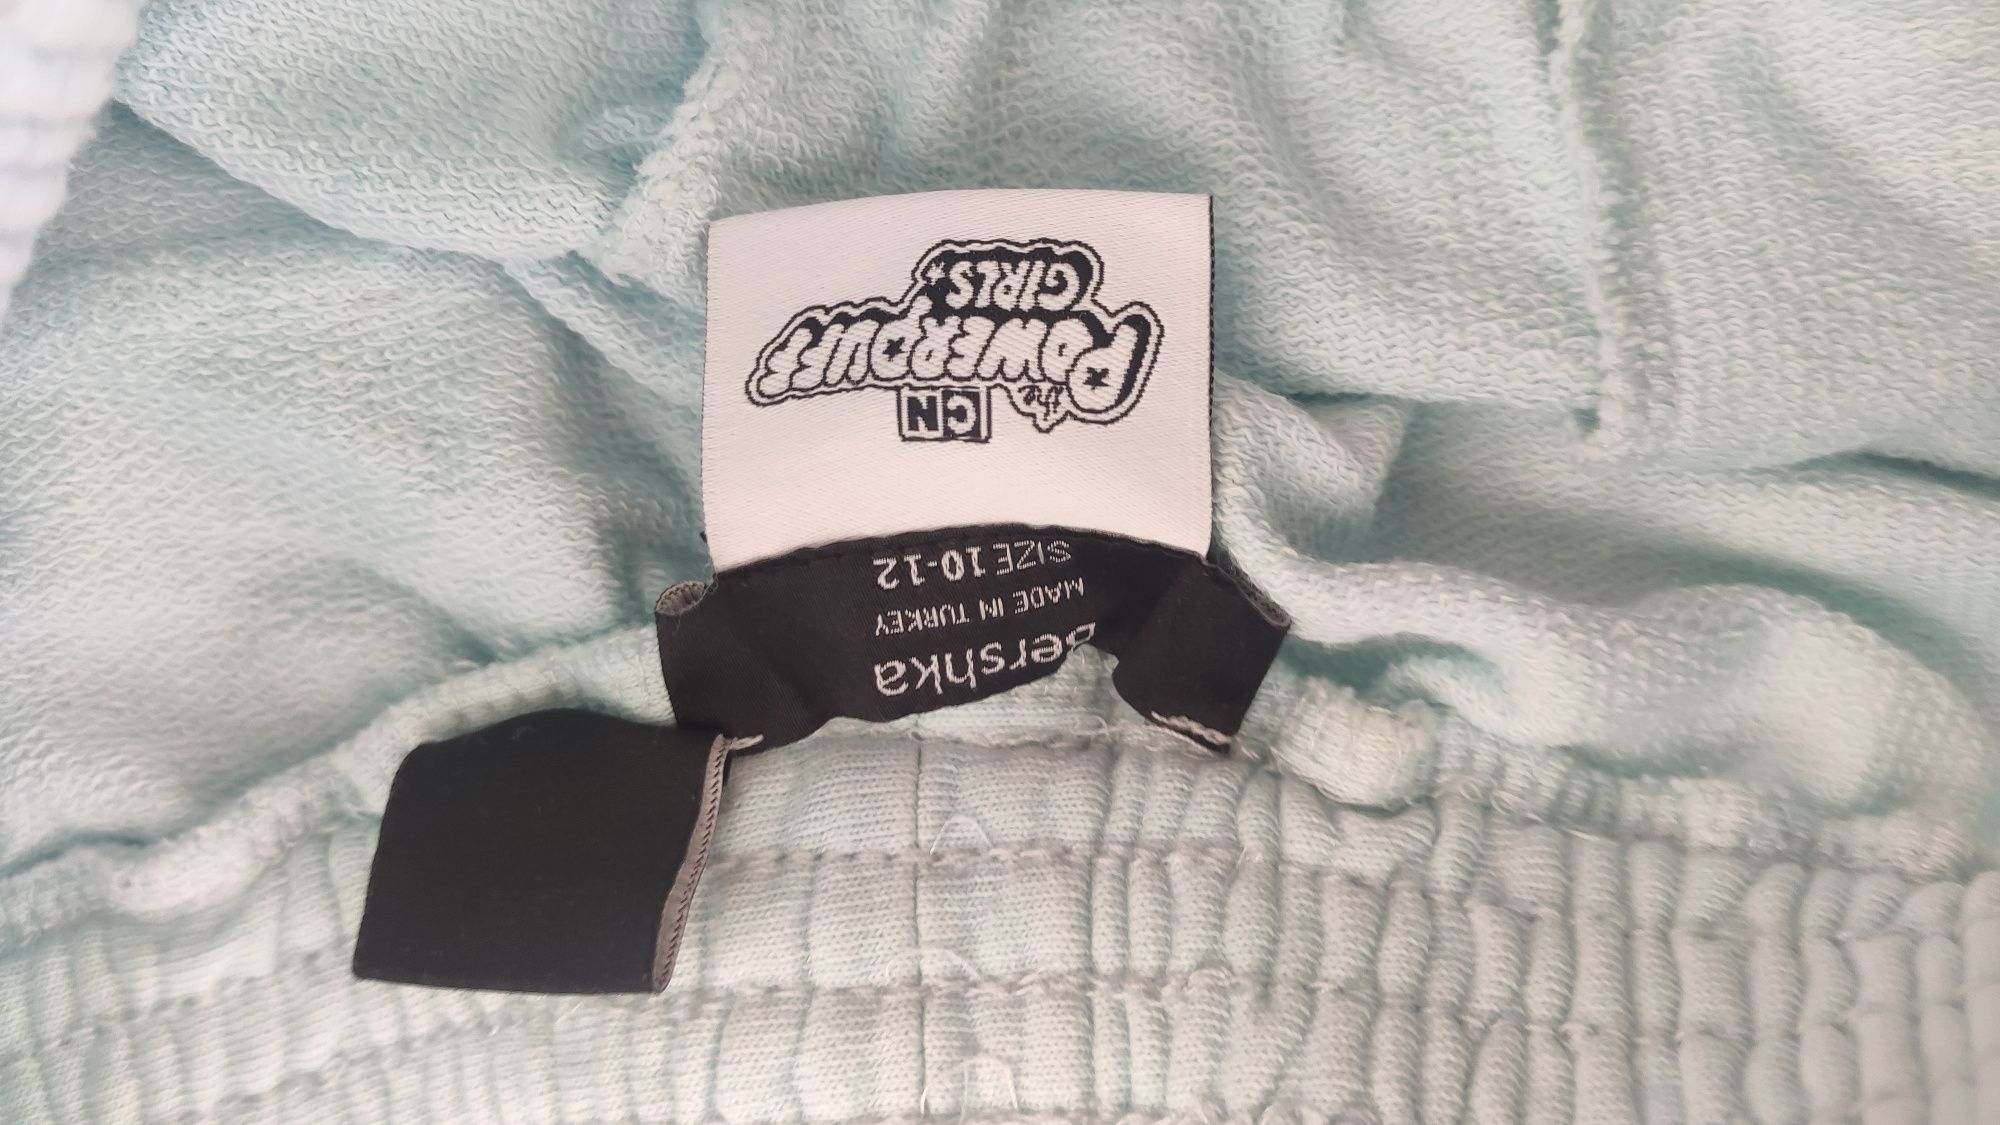 Bershka
MADE IN TURKEY
SIZE 10-12
CN
the
POWERPUFF
GIRLS